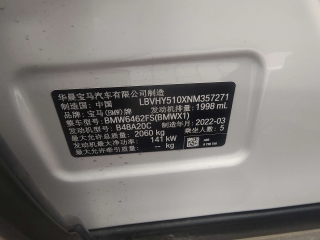 华晨宝马汽车有限公司制造
制造国：中国 LBVHY510XNM357271
品牌：宝马(BMW)牌 发动机排量：1998 mL
整车型号：BMW6462FS(BMWX1)
发动机型号：B48A20C 制造年月：2022-03
最大允许总质量：2060 kg 乘坐人数：5
发动机最大净功率：141 kW
最大允许牵引质量： kg